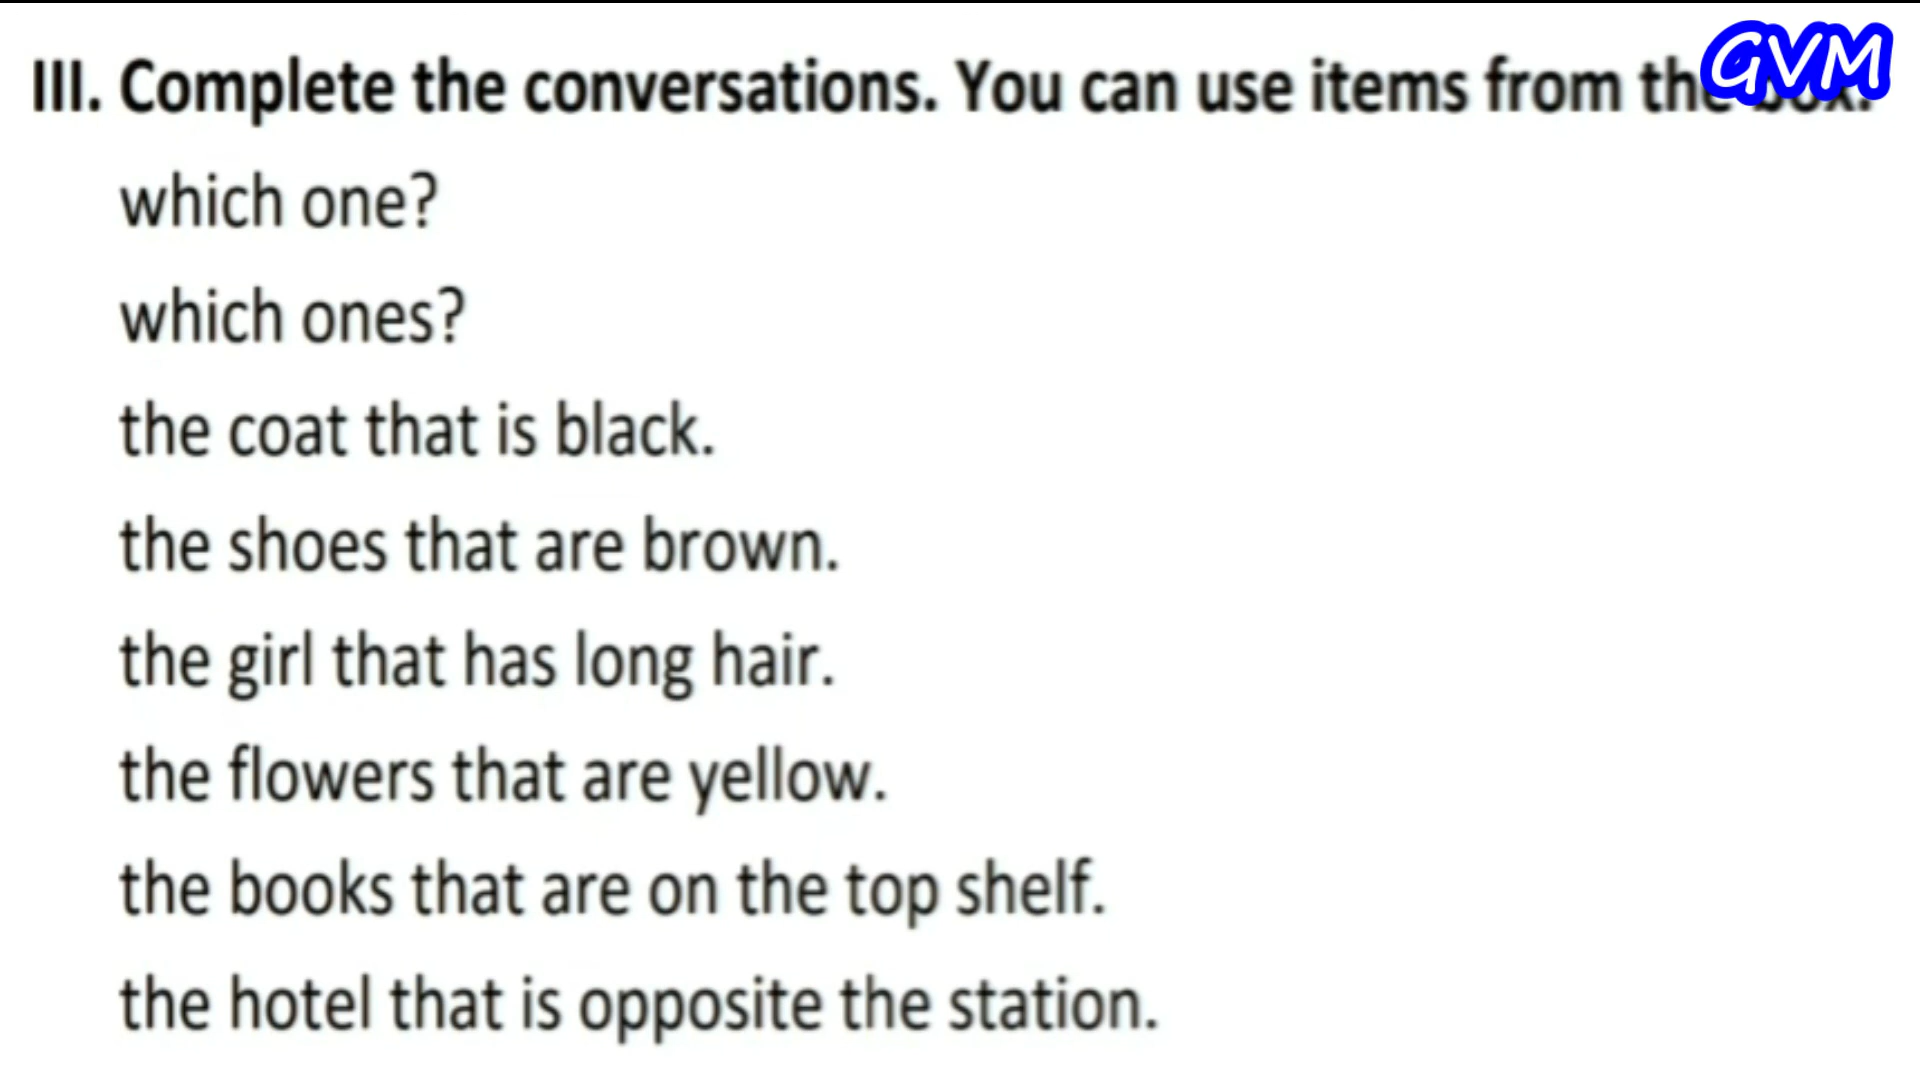 GVM
III. Complete the conversations. You can use items from the box.
which one?
which ones?
the coat that is black.
the shoes that are brown.
the girl that has long hair.
the flowers that are yellow.
the books that are on the top shelf.
the hotel that is opposite the station.